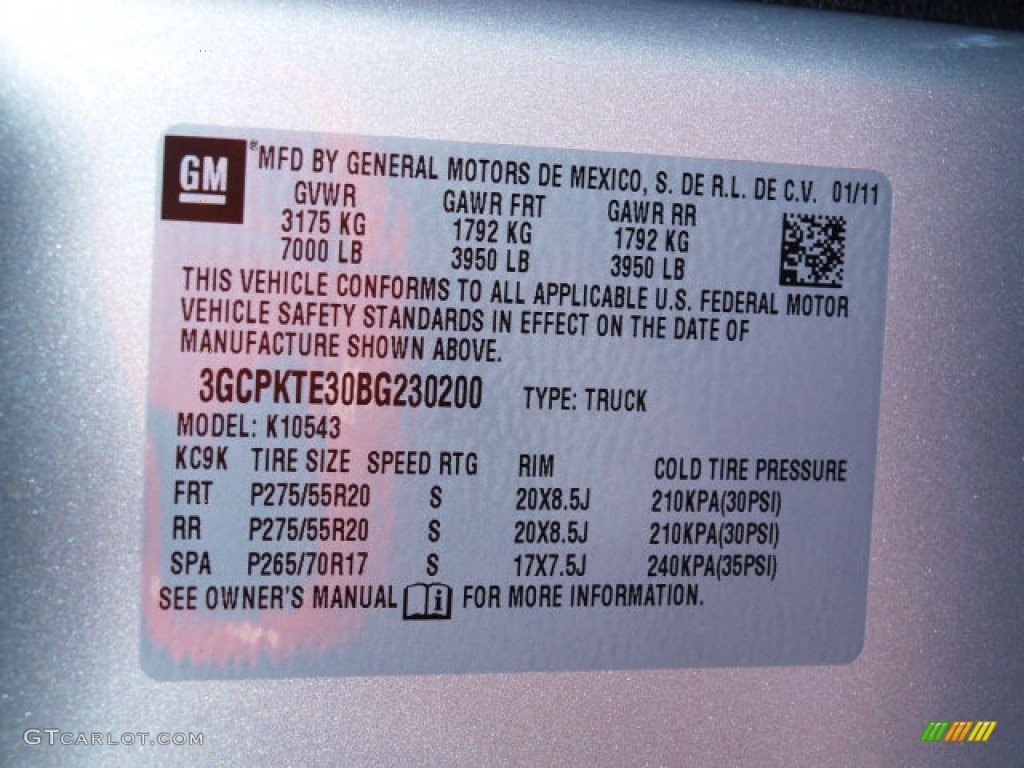 GM ® MFD BY GENERAL MOTORS DE MEXICO, S. DE R.L. DE C.V. 01/11
GVWR GAWR FRT GAWR RR
3175 KG 1792 KG 1792 KG
7000 LB 3950 LB 3950 LB
THIS VEHICLE CONFORMS TO ALL APPLICABLE U.S. FEDERAL MOTOR
VEHICLE SAFETY STANDARDS IN EFFECT ON THE DATE OF
MANUFACTURE SHOWN ABOVE.
3GCPKTE30BG230200 TYPE: TRUCK
MODEL: K10543
KC9K TIRE SIZE SPEED RTG RIM COLD TIRE PRESSURE
FRT P275/55R20 S 20X8.5J 210KPA(30PSI)
RR P275/55R20 S 20X8.5J 210KPA(30PSI)
SPA P265/70R17 S 17X7.5J 240KPA(35PSI)
SEE OWNER'S MANUAL i FOR MORE INFORMATION.
GTCARLOT.COM